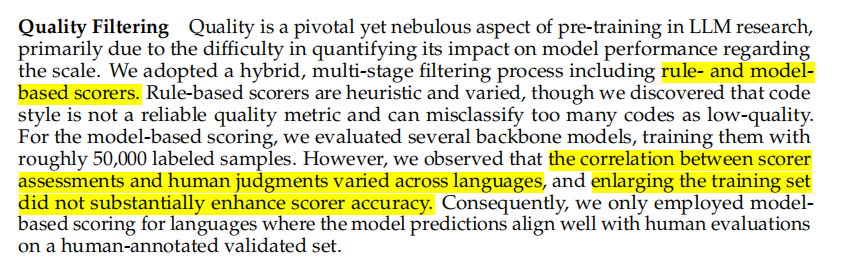 Quality Filtering Quality is a pivotal yet nebulous aspect of pre-training in LLM research,
primarily due to the difficulty in quantifying its impact on model performance regarding
the scale. We adopted a hybrid, multi-stage filtering process including rule- and model-
based scorers. Rule-based scorers are heuristic and varied, though we discovered that code
style is not a reliable quality metric and can misclassify too many codes as low-quality.
For the model-based scoring, we evaluated several backbone models, training them with
roughly 50,000 labeled samples. However, we observed that the correlation between scorer
assessments and human judgments varied across languages, and enlarging the training set
did not substantially enhance scorer accuracy. Consequently, we only employed model-
based scoring for languages where the model predictions align well with human evaluations
on a human-annotated validated set.